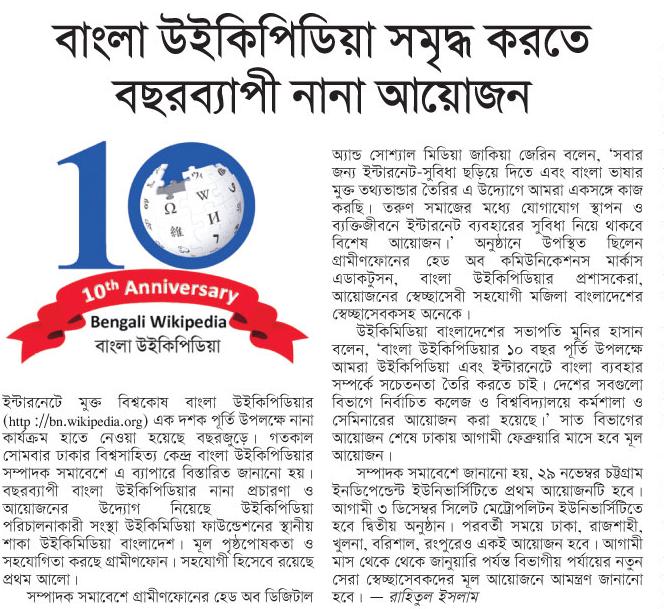 বাংলা উইকিপিডিয়া সমৃদ্ধ করতে
বছরব্যাপী নানা আয়োজন
10
Ω W И 維
10th Anniversary
Bengali Wikipedia
বাংলা উইকিপিডিয়া
ইন্টারনেটে মুক্ত বিশ্বকোষ বাংলা উইকিপিডিয়ার
(http ://bn.wikipedia.org) এক দশক পূর্তি উপলক্ষে নানা
কার্যক্রম হাতে নেওয়া হয়েছে বছরজুড়ে। গতকাল
সোমবার ঢাকার বিশ্বসাহিত্য কেন্দ্র বাংলা উইকিপিডিয়ার
সম্পাদক সমাবেশে এ ব্যাপারে বিস্তারিত জানানো হয়।
বছরব্যাপী বাংলা উইকিপিডিয়ার নানা প্রচারণা ও
আয়োজনের উদ্যোগ নিয়েছে উইকিপিডিয়া
পরিচালনাকারী সংস্থা উইকিমিডিয়া ফাউন্ডেশনের স্থানীয়
শাকা উইকিমিডিয়া বাংলাদেশ। মূল পৃষ্ঠপোষকতা ও
সহযোগিতা করছে গ্রামীণফোন। সহযোগী হিসেবে রয়েছে
প্রথম আলো।
সম্পাদক সমাবেশে গ্রামীণফোনের হেড অব ডিজিটাল
অ্যান্ড সোশ্যাল মিডিয়া জাকিয়া জেরিন বলেন, ‘সবার
জন্য ইন্টারনেট-সুবিধা ছড়িয়ে দিতে এবং বাংলা ভাষার
মুক্ত তথ্যভান্ডার তৈরির এ উদ্যোগে আমরা একসঙ্গে কাজ
করছি। তরুণ সমাজের মধ্যে যোগাযোগ স্থাপন ও
ব্যক্তিজীবনে ইন্টারনেট ব্যবহারের সুবিধা নিয়ে থাকবে
বিশেষ আয়োজন।’ অনুষ্ঠানে উপস্থিত ছিলেন
গ্রামীণফোনের হেড অব কমিউনিকেশনস মার্কাস
এডাকটুসন, বাংলা উইকিপিডিয়ার প্রশাসকেরা,
আয়োজনের স্বেচ্ছাসেবী সহযোগী মজিলা বাংলাদেশের
স্বেচ্ছাসেবকসহ অনেকে।
উইকিমিডিয়া বাংলাদেশের সভাপতি মুনির হাসান
বলেন, ‘বাংলা উইকিপিডিয়ার ১০ বছর পূর্তি উপলক্ষে
আমরা উইকিপিডিয়া এবং ইন্টারনেটে বাংলা ব্যবহার
সম্পর্কে সচেতনতা তৈরি করতে চাই। দেশের সবগুলো
বিভাগে নির্বাচিত কলেজ ও বিশ্ববিদ্যালয়ে কর্মশালা ও
সেমিনারের আয়োজন করা হয়েছে।’ সাত বিভাগের
আয়োজন শেষে ঢাকায় আগামী ফেব্রুয়ারি মাসে হবে মূল
আয়োজন।
সম্পাদক সমাবেশে জানানো হয়, ২৯ নভেম্বর চট্টগ্রাম
ইনডিপেন্ডেন্ট ইউনিভার্সিটিতে প্রথম আয়োজনটি হবে।
আগামী ৩ ডিসেম্বর সিলেট মেট্রোপলিটন ইউনিভার্সিটিতে
হবে দ্বিতীয় অনুষ্ঠান। পরবর্তী সময়ে ঢাকা, রাজশাহী,
খুলনা, বরিশাল, রংপুরেও একই আয়োজন হবে। আগামী
মাস থেকে থেকে জানুয়ারি পর্যন্ত বিভাগীয় পর্যায়ের নতুন
সেরা স্বেচ্ছাসেবকদের মূল আয়োজনে আমন্ত্রণ জানানো
হবে। — রাহিতুল ইসলাম